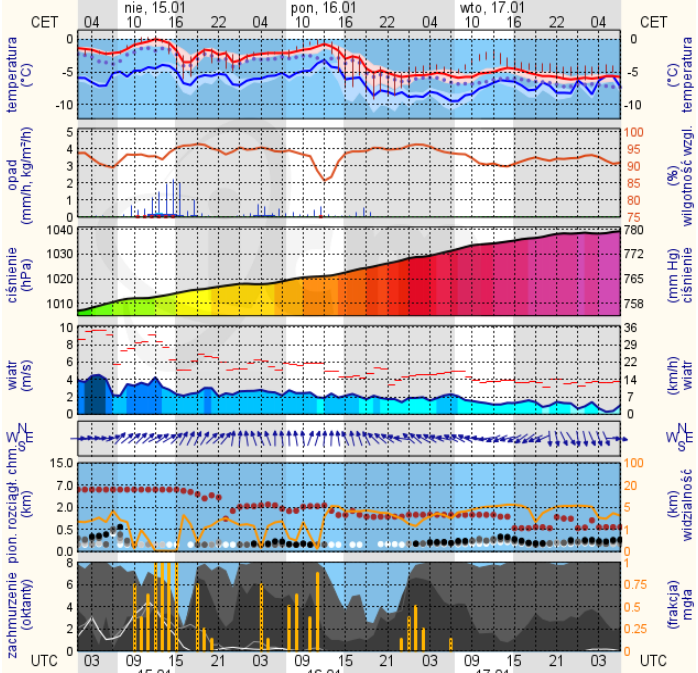 nie, 15.01 pon, 16.01 wto, 17.01
CET 04 10 16 22 04 10 16 22 04 10 16 22 04 CET
temperatura
(°C)
0 0
-5 -5
-10 -10
temperatura
(°C)
opad
(mm/h, kg/m²/h)
5 100
4 95
3 90
2 85
1 80
0 75
wilgotność wzgl.
(%)
ciśnienie
(hPa)
1040 780
1030 772
1020 765
1010 758
(mm Hg)
ciśnienie
wiatr
(m/s)
10 36
8 29
6 22
4 14
2 7
0 0
(km/h)
wiatr
N
W E
S
N
W E
S
pion. rozciągł. chm.
(km)
15.0 100
7.0 20
2.0 5
0.5 1
0.0 0
(km)
widzialność
zachmurzenie
(oktanty)
8 1
6 0.75
4 0.5
2 0.25
0 0
(frakcja)
mgła
UTC 03 09 15 21 03 09 15 21 03 09 15 21 03 UTC